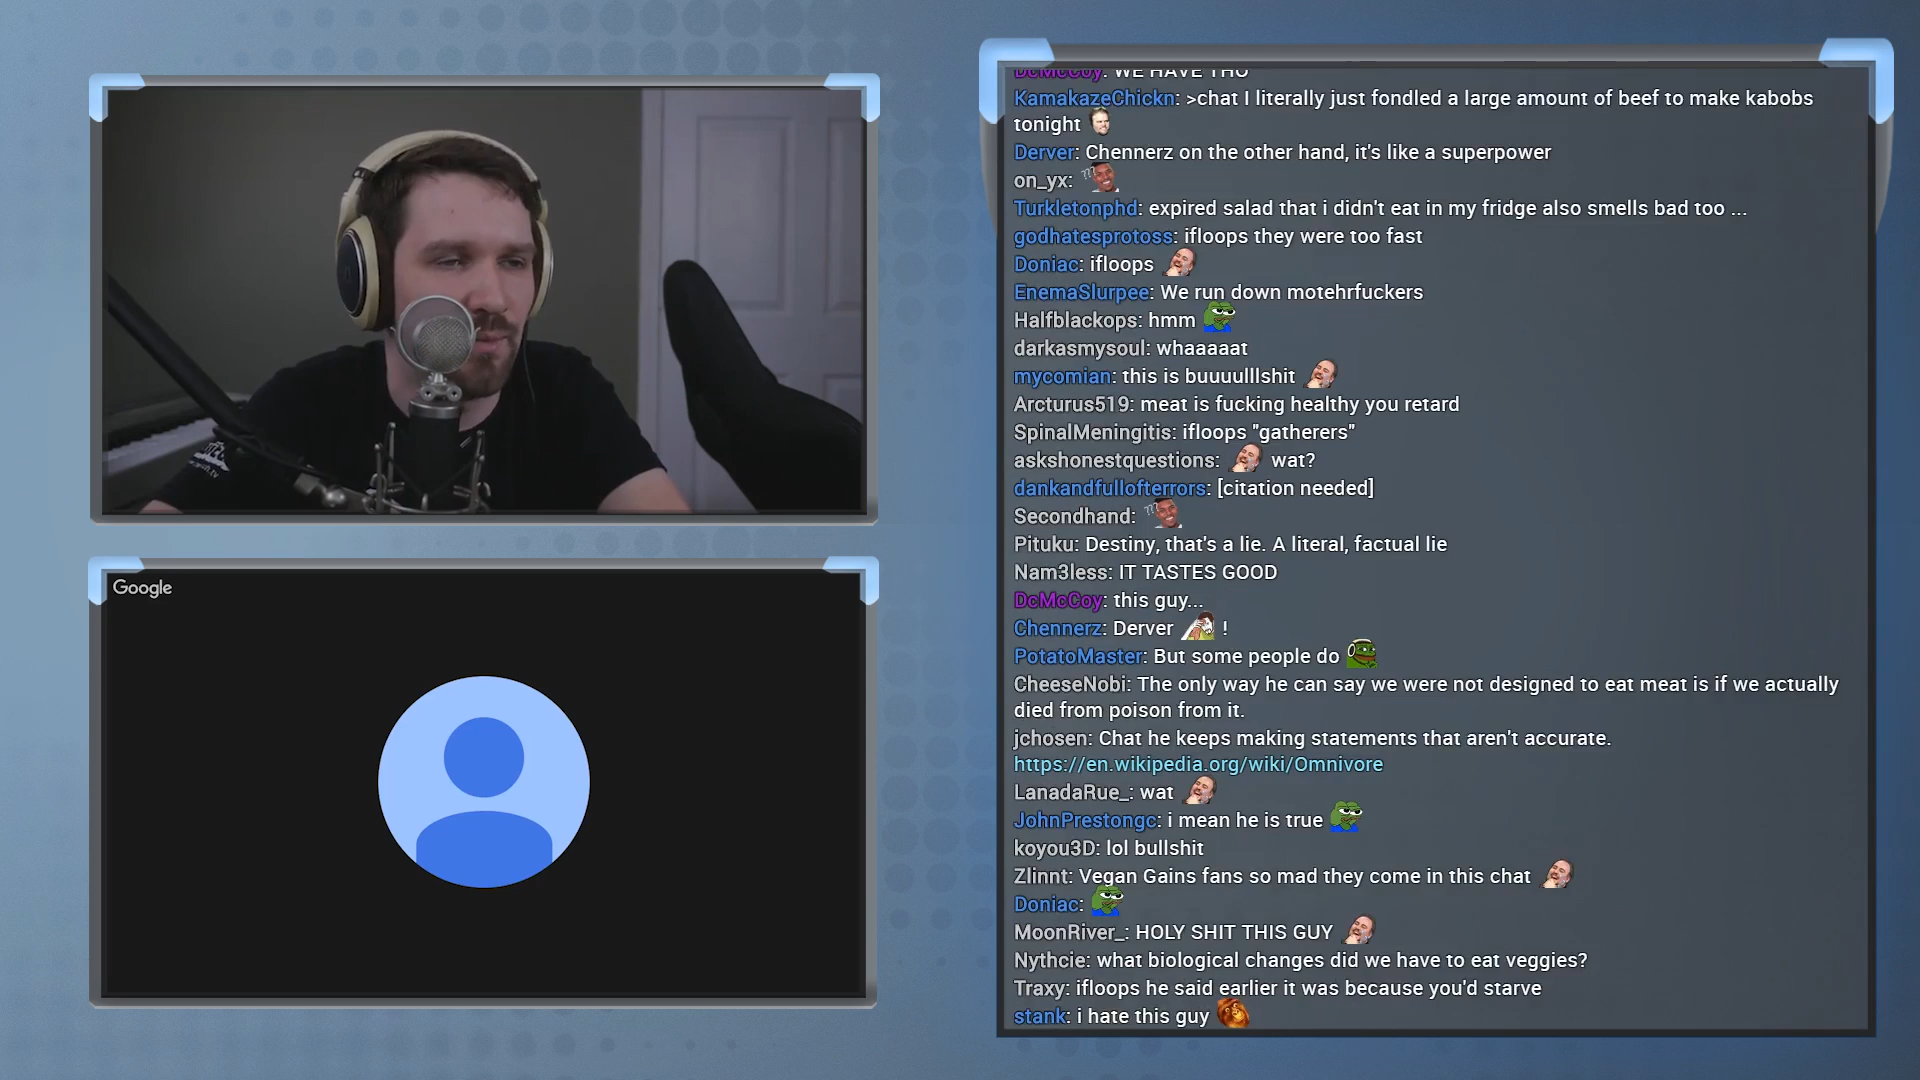 Google
DcMcCoy: WE HAVE THO
KamakazeChickn: >chat I literally just fondled a large amount of beef to make kabobs
tonight
Derver: Chennerz on the other hand, it's like a superpower
on_yx:
Turkletonphd: expired salad that i didn't eat in my fridge also smells bad too ...
godhatesprotoss: ifloops they were too fast
Doniac: ifloops
EnemaSlurpee: We run down motehrfuckers
Halfblackops: hmm
darkasmysoul: whaaaaat
mycomian: this is buuuulllshit
Arcturus519: meat is fucking healthy you retard
SpinalMeningitis: ifloops "gatherers"
askshonestquestions: wat?
dankandfullofterrors: [citation needed]
Secondhand:
Pituku: Destiny, that's a lie. A literal, factual lie
Nam3less: IT TASTES GOOD
DcMcCoy: this guy...
Chennerz: Derver !
PotatoMaster: But some people do
CheeseNobi: The only way he can say we were not designed to eat meat is if we actually
died from poison from it.
jchosen: Chat he keeps making statements that aren't accurate.
https://en.wikipedia.org/wiki/Omnivore
LanadaRue_: wat
JohnPrestongc: i mean he is true
koyou3D: lol bullshit
Zlinnt: Vegan Gains fans so mad they come in this chat
Doniac:
MoonRiver_: HOLY SHIT THIS GUY
Nythcie: what biological changes did we have to eat veggies?
Traxy: ifloops he said earlier it was because you'd starve
stank: i hate this guy